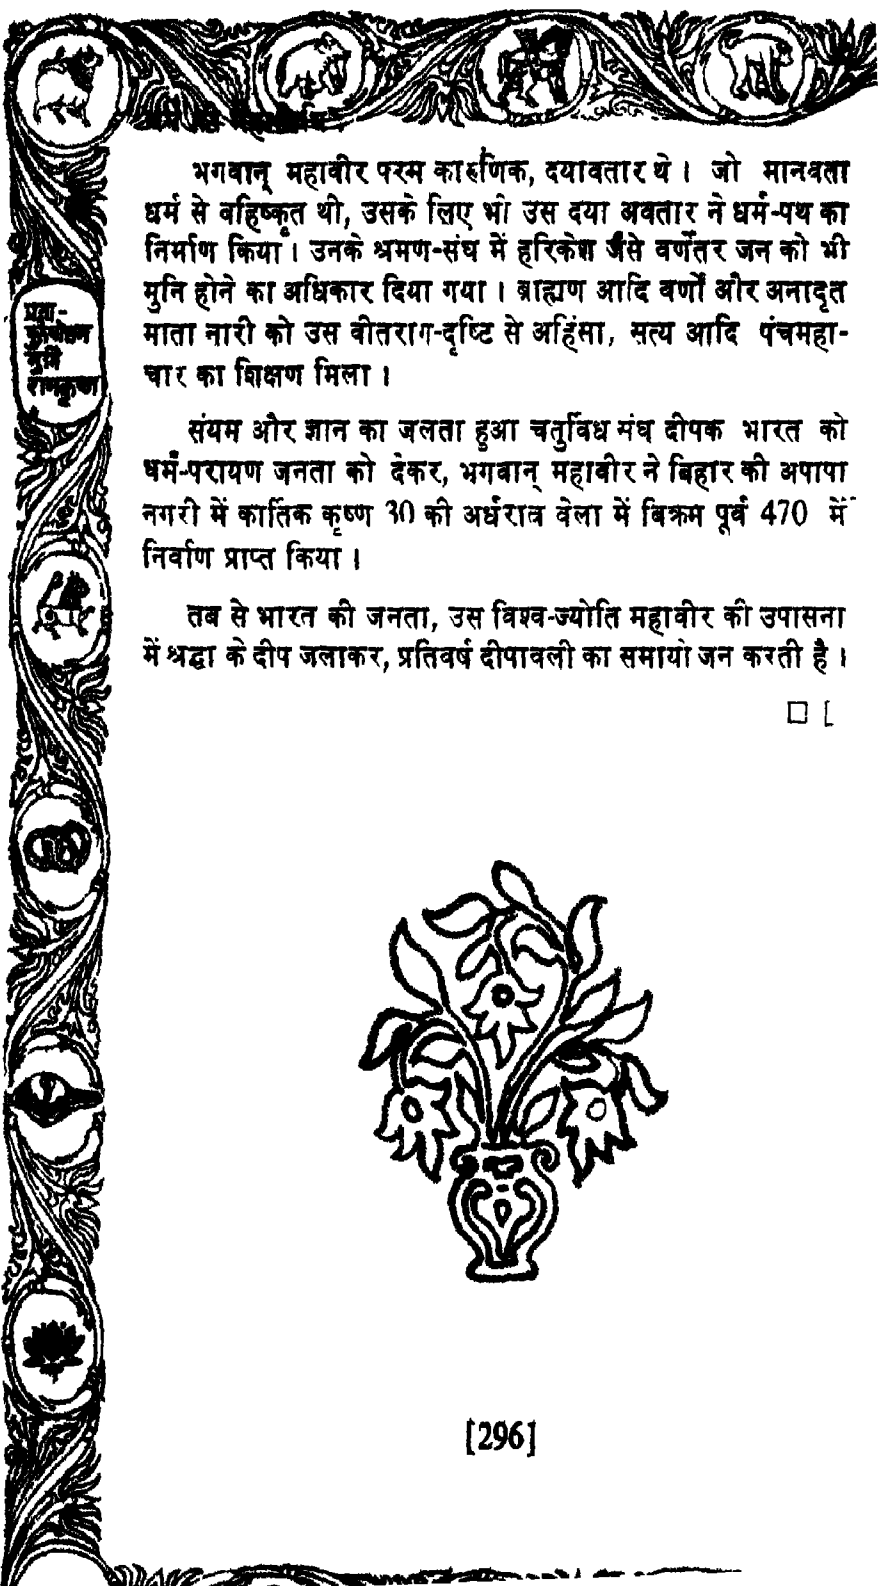 भगवान् महावीर परम कारुणिक, दयावतार थे । जो मानवता
धर्म से वहिष्कृत थी, उसके लिए भी उस दया अवतार ने धर्म-पथ का
निर्माण किया । उनके श्रमण-संघ में हरिकेश जैसे वर्णेतर जन को भी
मुनि होने का अधिकार दिया गया । ब्राह्मण आदि वर्णों और अनादृत
माता नारी को उस वीतराग-दृष्टि से अहिंसा, सत्य आदि पंचमहा-
चार का शिक्षण मिला ।
संयम और ज्ञान का जलता हुआ चतुर्विध संघ दीपक भारत को
धर्म-परायण जनता को देकर, भगवान् महावीर ने बिहार की अपापा
नगरी में कार्तिक कृष्ण 30 की अर्धरात्र वेला में विक्रम पूर्व 470 में
निर्वाण प्राप्त किया ।
तब से भारत की जनता, उस विश्व-ज्योति महावीर की उपासना
में श्रद्धा के दीप जलाकर, प्रतिवर्ष दीपावली का समायोजन करती है ।
मुनि
रामकृष्ण
[296]